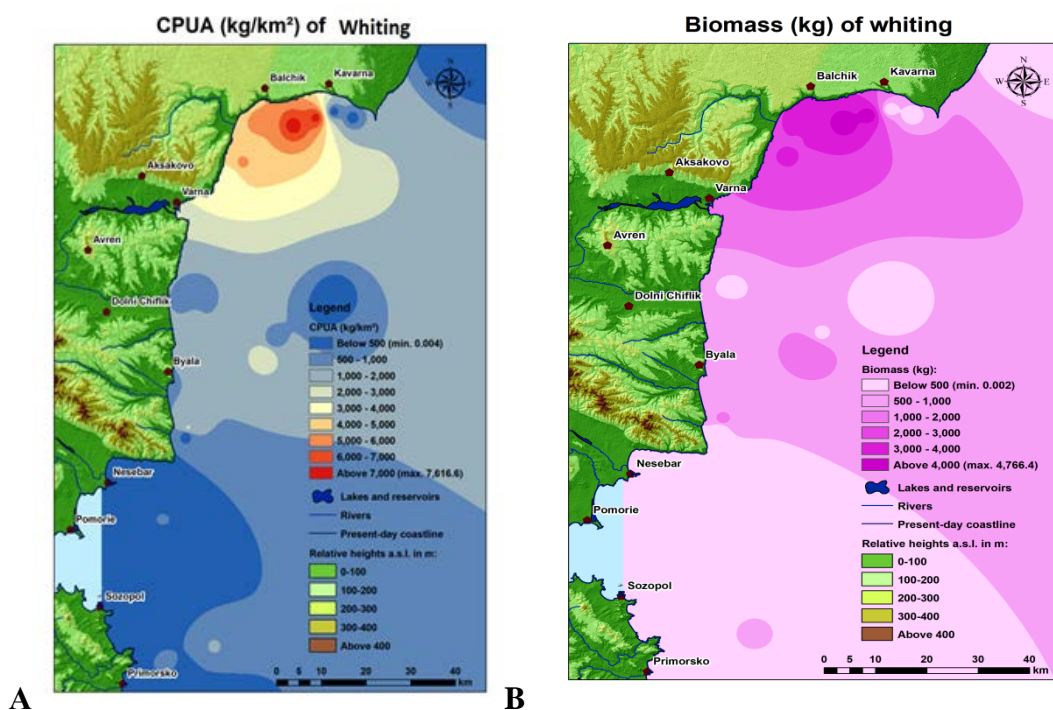 CPUA (kg/km²) of Whiting
N
W E
S
Balchik
Kavarna
Aksakovo
Varna
Avren
Dolni Chiflik
Byala
Nesebar
Pomorie
Sozopol
Primorsko
Legend
CPUA (kg/km²)
Below 500 (min. 0.004)
500 - 1,000
1,000 - 2,000
2,000 - 3,000
3,000 - 4,000
4,000 - 5,000
5,000 - 6,000
6,000 - 7,000
Above 7,000 (max. 7,616.6)
Lakes and reservoirs
Rivers
Present-day coastline
Relative heights a.s.l. in m:
0-100
100-200
200-300
300-400
Above 400
0 5 10 20 30 40
km
A
Biomass (kg) of whiting
N
W E
S
Balchik
Kavarna
Aksakovo
Varna
Avren
Dolni Chiflik
Byala
Nesebar
Pomorie
Sozopol
Primorsko
Legend
Biomass (kg):
Below 500 (min. 0.002)
500 - 1,000
1,000 - 2,000
2,000 - 3,000
3,000 - 4,000
Above 4,000 (max. 4,766.4)
Lakes and reservoirs
Rivers
Present-day coastline
Relative heights a.s.l. in m:
0-100
100-200
200-300
300-400
Above 400
0 5 10 20 30 40
km
B